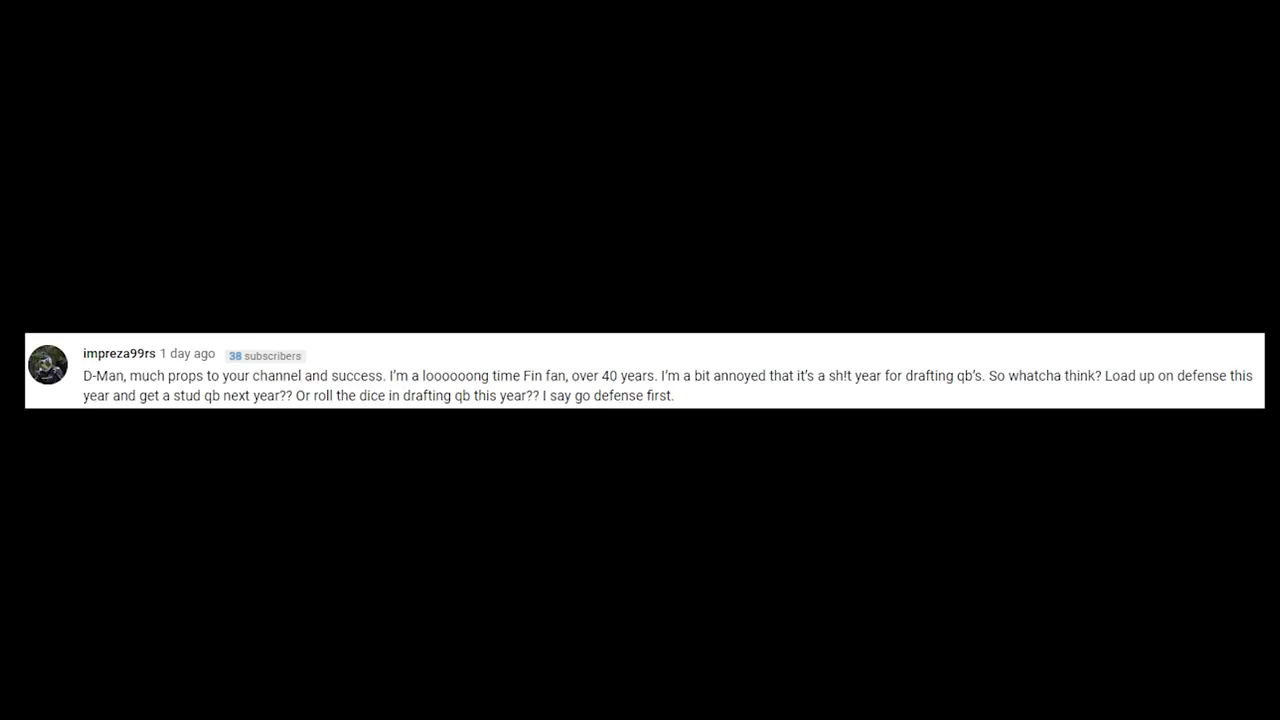 impreza99rs 1 day ago 38 subscribers
D-Man, much props to your channel and success. I'm a loooooong time Fin fan, over 40 years. I'm a bit annoyed that it's a sh!t year for drafting qb's. So whatcha think? Load up on defense this
year and get a stud qb next year?? Or roll the dice in drafting qb this year?? I say go defense first.